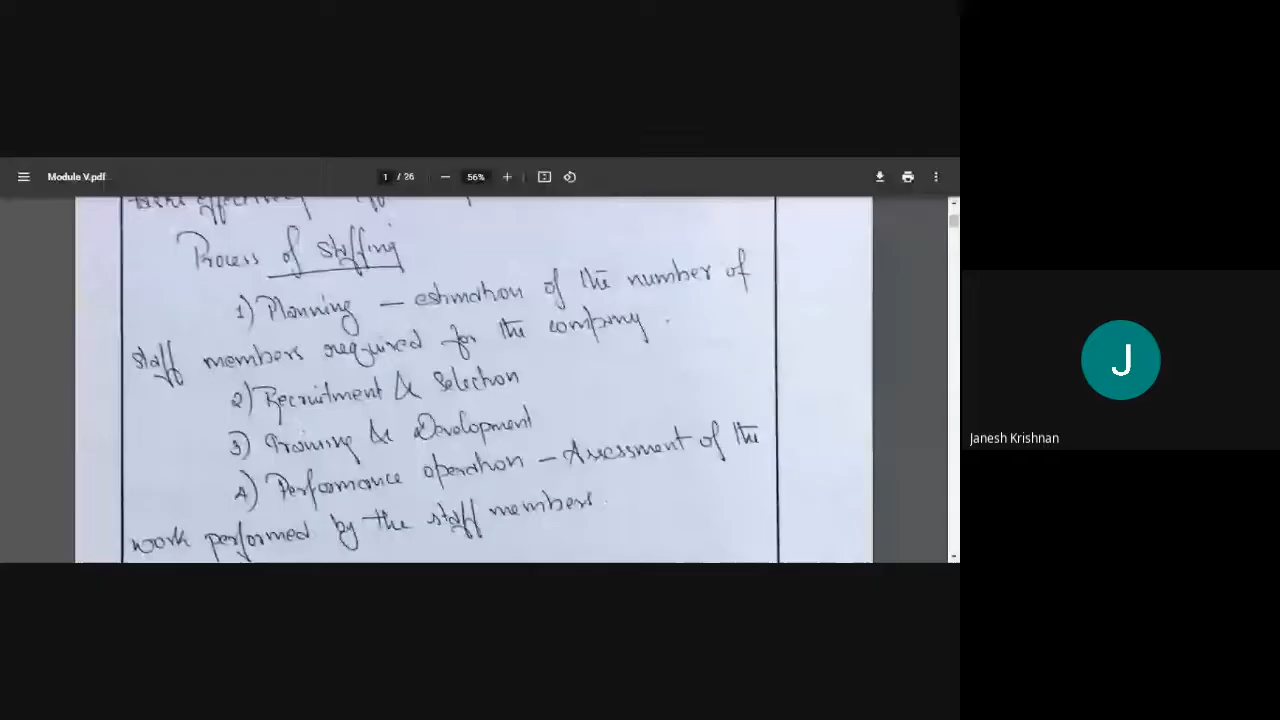 Module V.pdf
1 / 26
56%
Process of Staffing
1) Planning — estimation of the number of
staff members required for the company.
2) Recruitment & Selection
3) Training & Development
4) Performance operation — Assessment of the
work performed by the staff members.
J
Janesh Krishnan